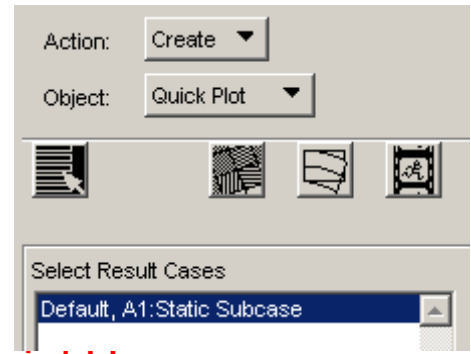 Action: Create
Object: Quick Plot
Select Result Cases
Default, A1:Static Subcase